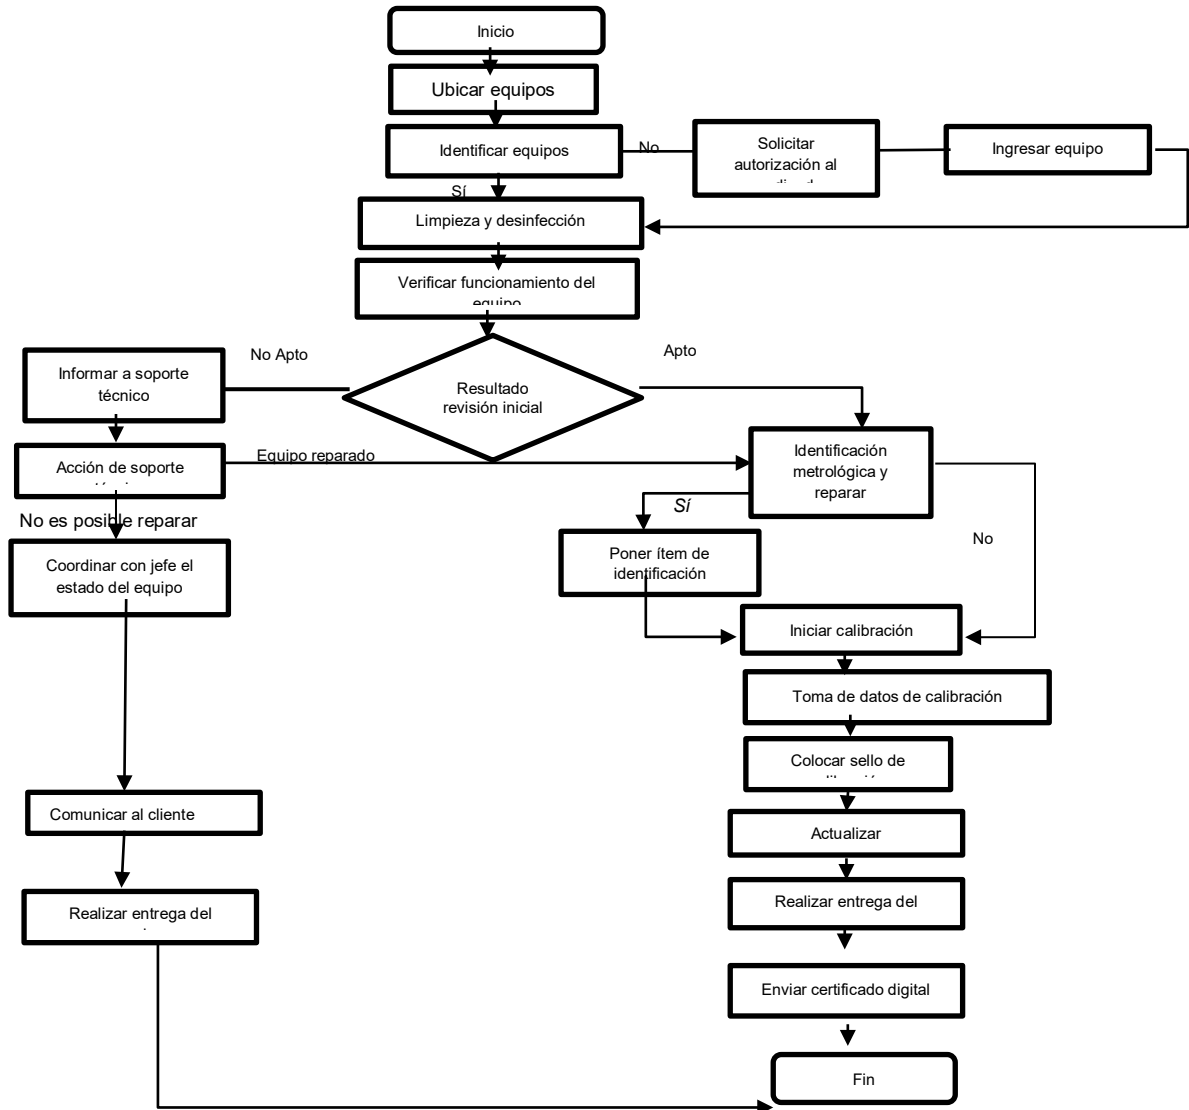 Inicio
Ubicar equipos
Identificar equipos
No
Solicitar
autorización al
Ingresar equipo
Sí
Limpieza y desinfección
Verificar funcionamiento del
equipo
No Apto
Apto
Resultado
revisión inicial
Informar a soporte
técnico
Acción de soporte
Equipo reparado
Identificación
metrológica y
reparar
No es posible reparar
Sí
No
Coordinar con jefe el
estado del equipo
Poner ítem de
identificación
Iniciar calibración
Toma de datos de calibración
Colocar sello de
Comunicar al cliente
Actualizar
Realizar entrega del
Realizar entrega del
Enviar certificado digital
Fin